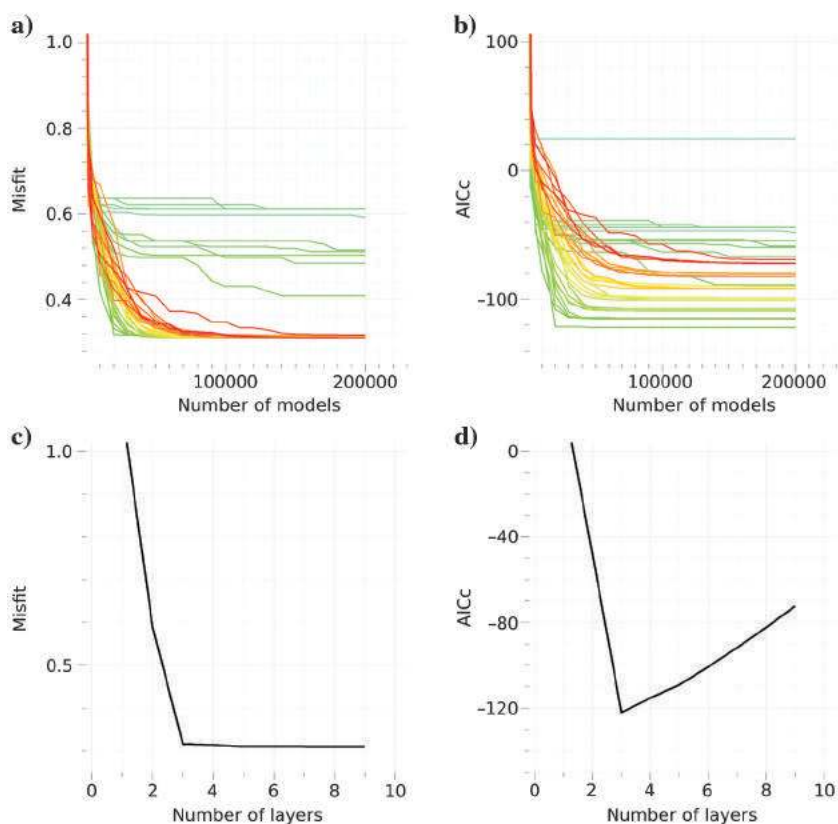 a)
1.0
0.8
0.6
0.4
Misfit
100000
200000
Number of models
b)
100
0
−100
AICc
100000
200000
Number of models
c)
1.0
0.5
Misfit
0
2
4
6
8
10
Number of layers
d)
0
−40
−80
−120
AICc
0
2
4
6
8
10
Number of layers